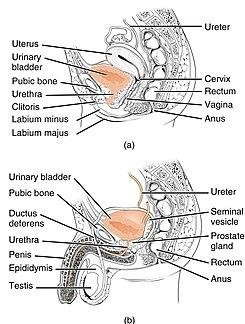 Ureter
Uterus
Urinary
bladder
Pubic bone
Urethra
Clitoris
Labium minus
Labium majus
Cervix
Rectum
Vagina
Anus
(a)
Urinary bladder
Pubic bone
Ductus
deferens
Urethra
Penis
Epididymis
Testis
Ureter
Seminal
vesicle
Prostate
gland
Rectum
Anus
(b)